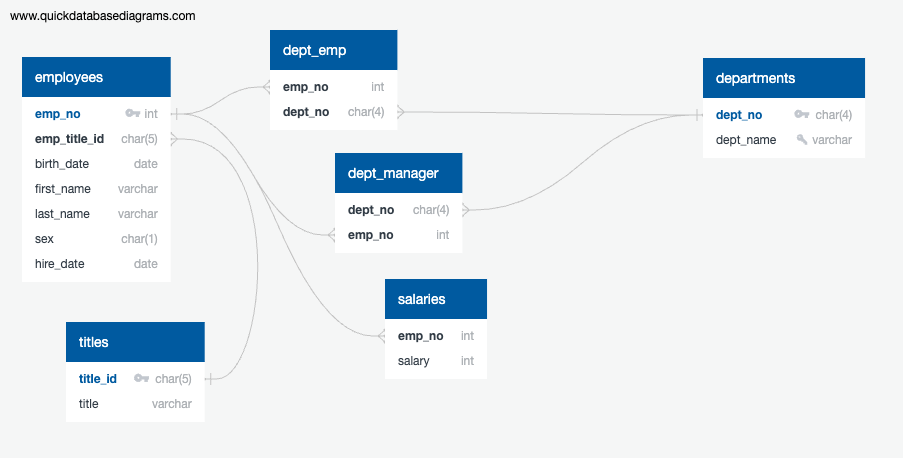 www.quickdatabasediagrams.com
employees
emp_no int
emp_title_id char(5)
birth_date date
first_name varchar
last_name varchar
sex char(1)
hire_date date
dept_emp
emp_no int
dept_no char(4)
departments
dept_no char(4)
dept_name varchar
dept_manager
dept_no char(4)
emp_no int
salaries
emp_no int
salary int
titles
title_id char(5)
title varchar